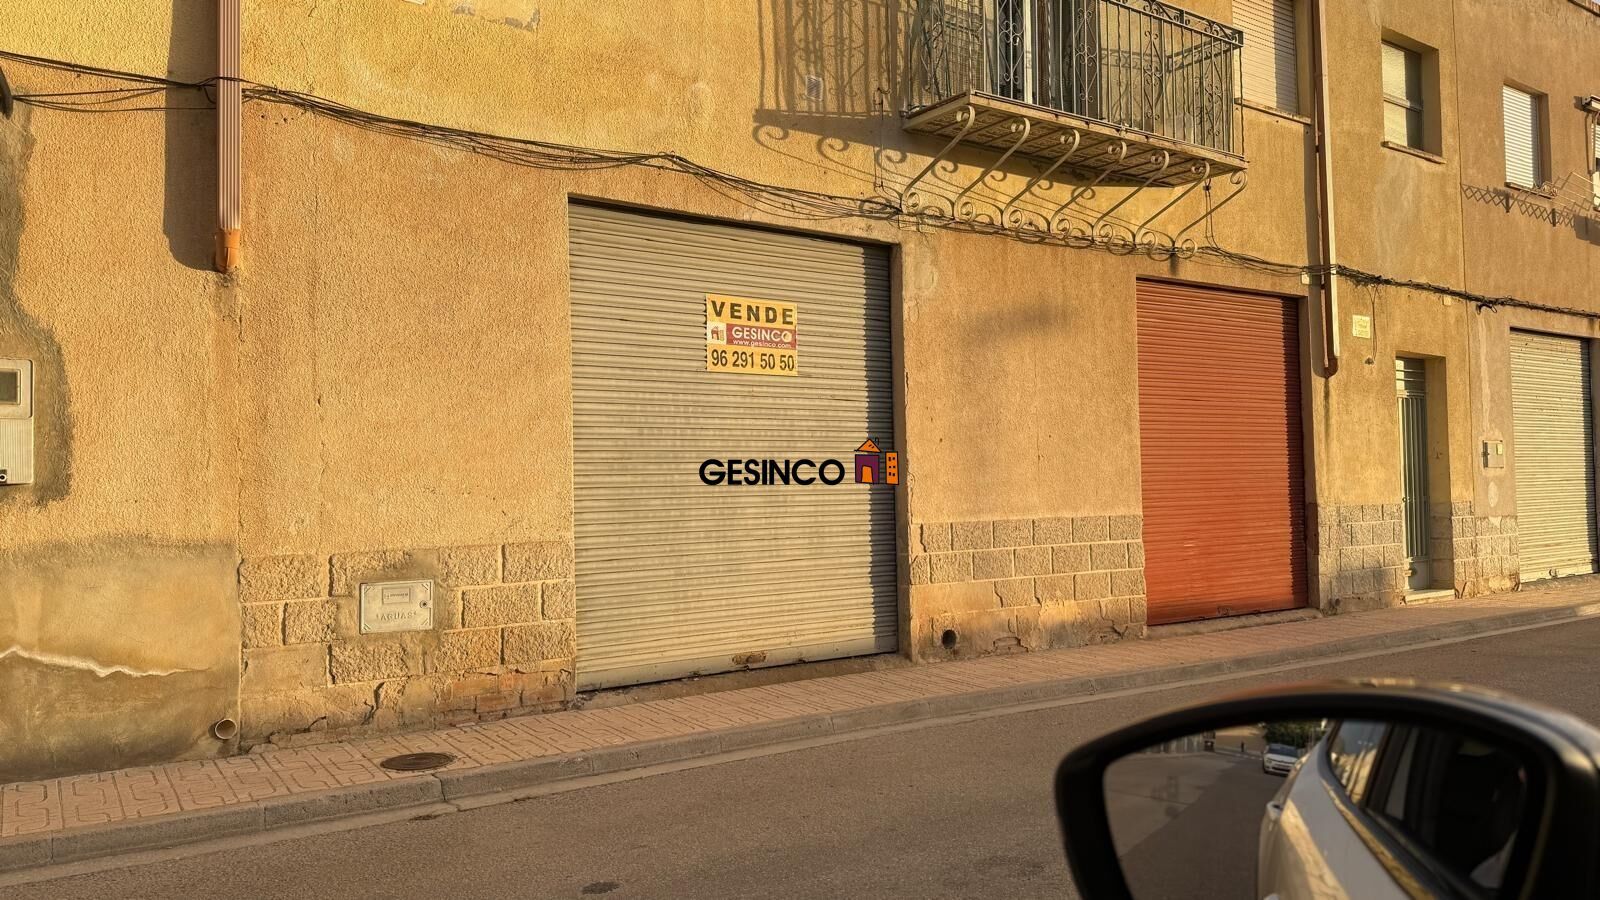 VENDE
GESINCO
www.gesinco.com
96 291 50 50
GESINCO
AGUAS